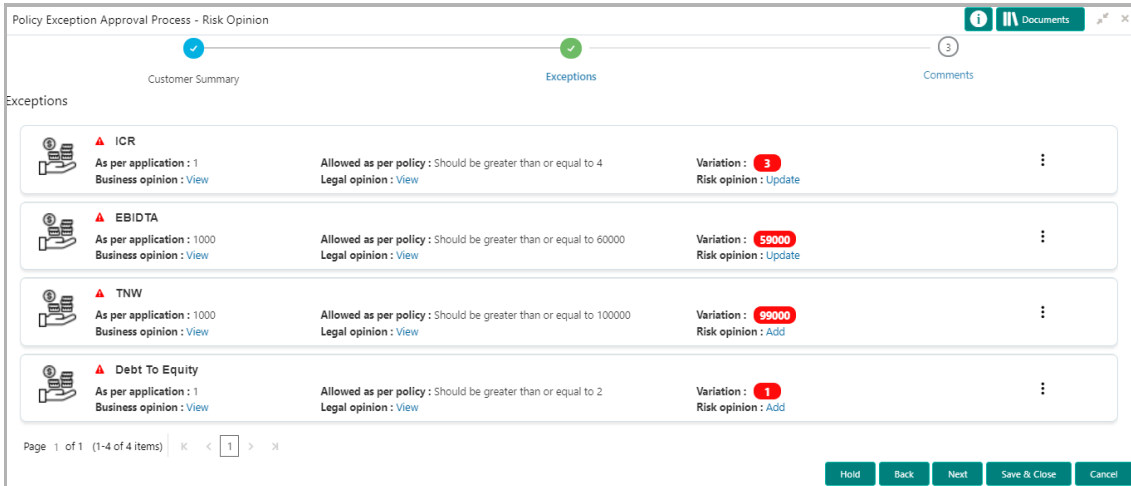 Policy Exception Approval Process - Risk Opinion
i Documents
3
Customer Summary Exceptions Comments
Exceptions
ICR
As per application : 1 Allowed as per policy : Should be greater than or equal to 4 Variation : 3
Business opinion : View Legal opinion : View Risk opinion : Update
EBIDTA
As per application : 1000 Allowed as per policy : Should be greater than or equal to 60000 Variation : 59000
Business opinion : View Legal opinion : View Risk opinion : Update
TNW
As per application : 1000 Allowed as per policy : Should be greater than or equal to 100000 Variation : 99000
Business opinion : View Legal opinion : View Risk opinion : Add
Debt To Equity
As per application : 1 Allowed as per policy : Should be greater than or equal to 2 Variation : 1
Business opinion : View Legal opinion : View Risk opinion : Add
Page 1 of 1 (1-4 of 4 items) 1
Hold Back Next Save & Close Cancel